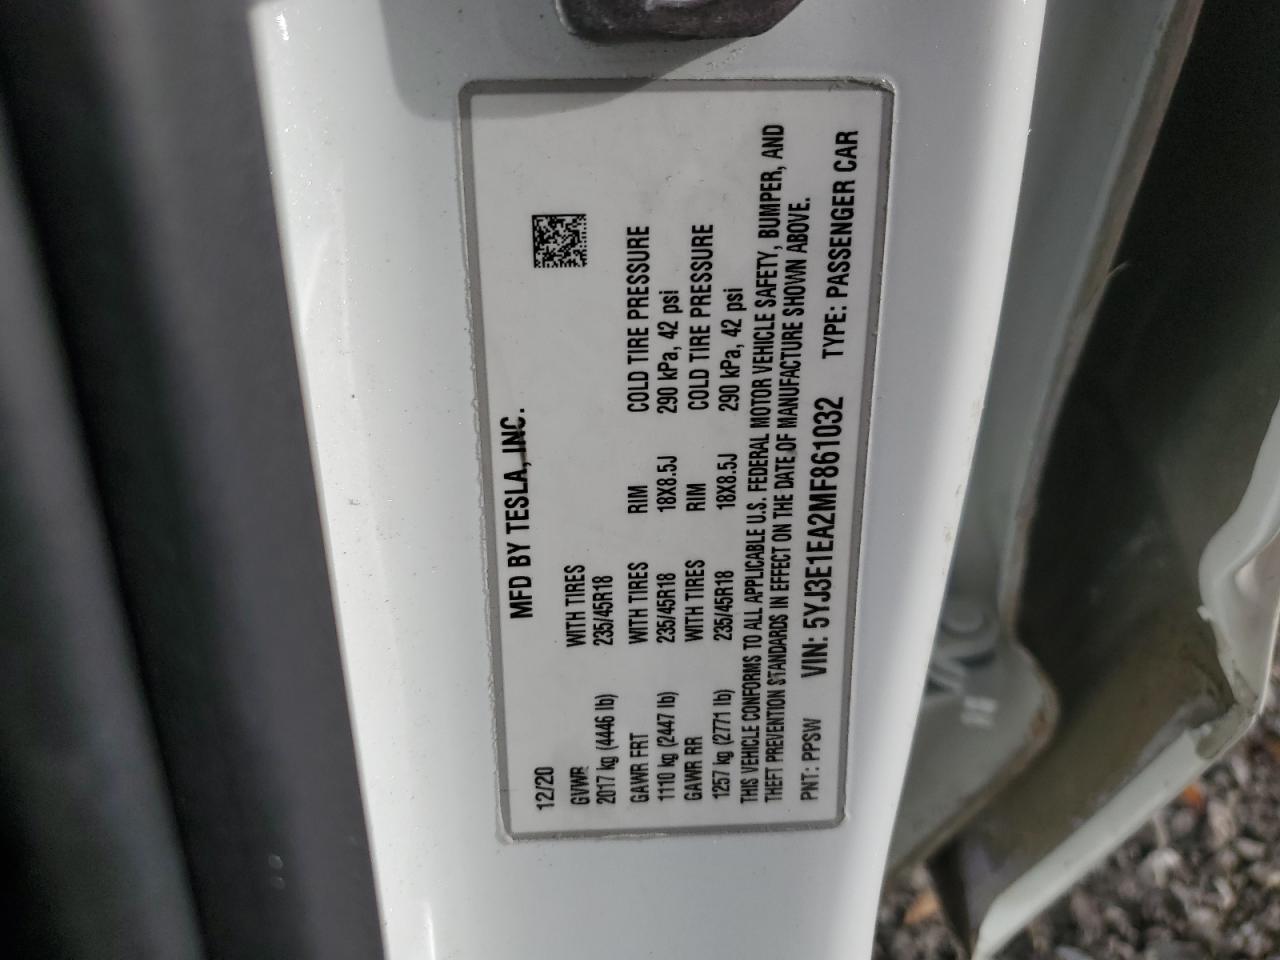 MFD BY TESLA, INC.
12/20
GVWR WITH TIRES
2017 kg (4446 lb) 235/45R18
GAWR FRT WITH TIRES RIM COLD TIRE PRESSURE
1110 kg (2447 lb) 235/45R18 18X8.5J 290 kPa, 42 psi
GAWR RR WITH TIRES RIM COLD TIRE PRESSURE
1257 kg (2771 lb) 235/45R18 18X8.5J 290 kPa, 42 psi
THIS VEHICLE CONFORMS TO ALL APPLICABLE U.S. FEDERAL MOTOR VEHICLE SAFETY, BUMPER, AND
THEFT PREVENTION STANDARDS IN EFFECT ON THE DATE OF MANUFACTURE SHOWN ABOVE.
PNT: PPSW VIN: 5YJ3E1EA2MF861032 TYPE: PASSENGER CAR